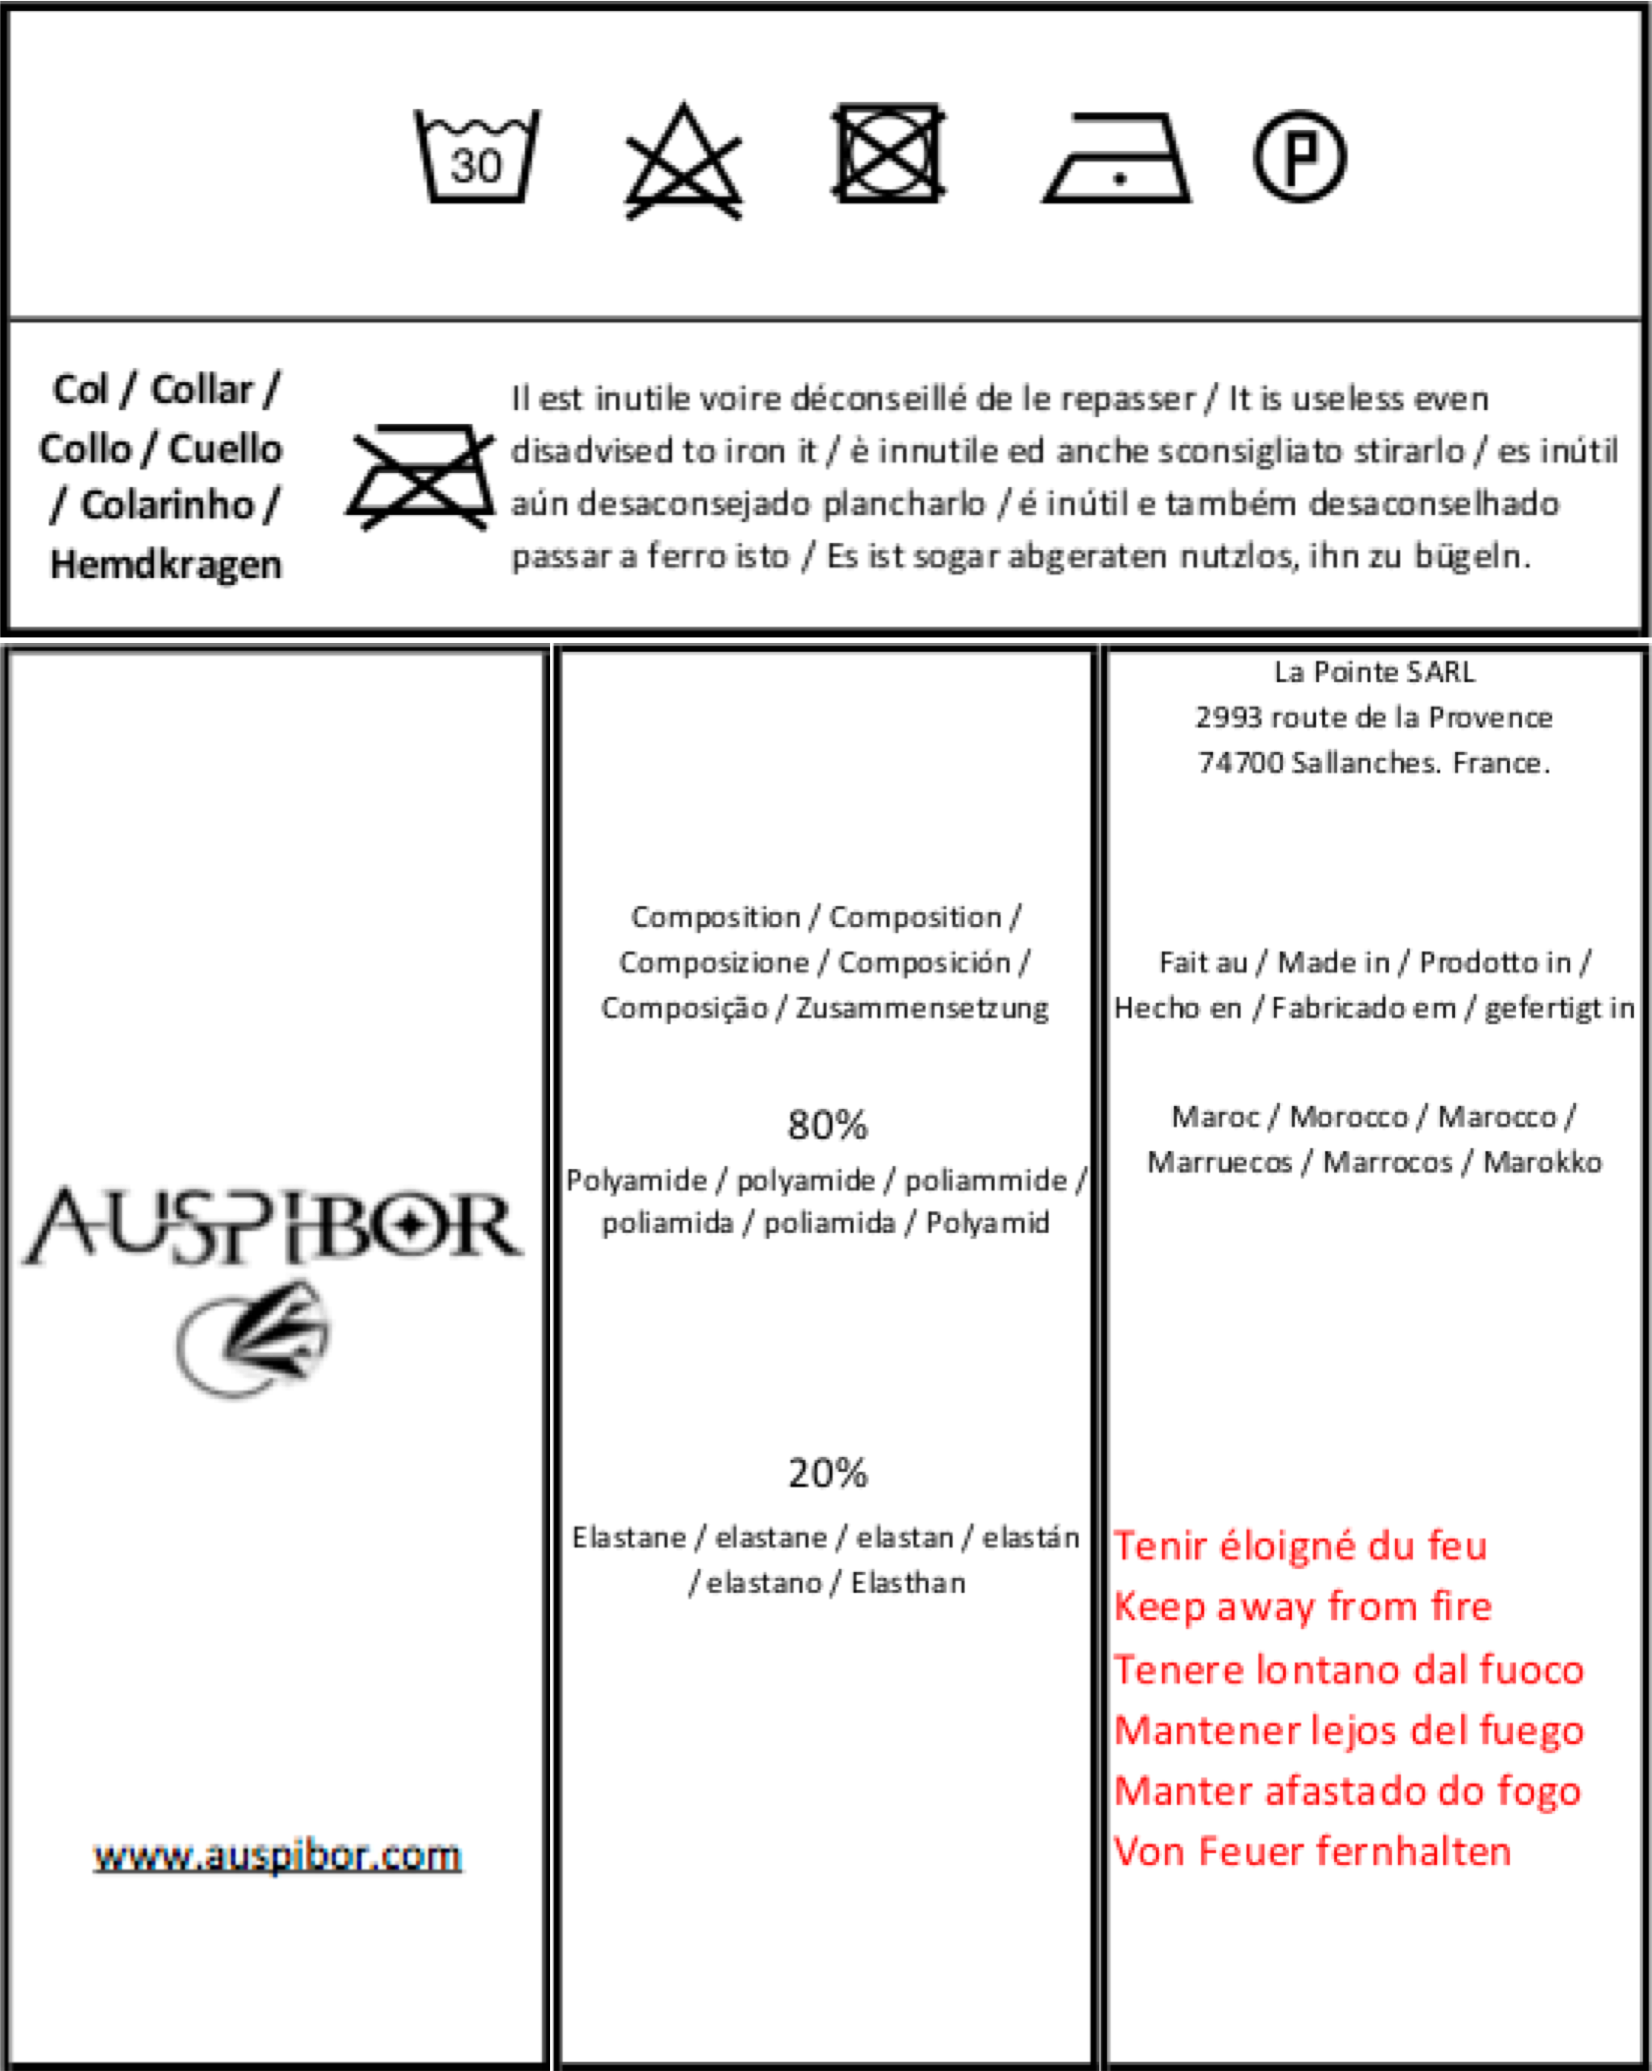 30
P
Col / Collar /
Collo / Cuello
/ Colarinho /
Hemdkragen
Il est inutile voire déconseillé de le repasser / It is useless even
disadvised to iron it / è innutile ed anche sconsigliato stirarlo / es inútil
aún desaconsejado plancharlo / é inútil e também desaconselhado
passar a ferro isto / Es ist sogar abgeraten nutzlos, ihn zu bügeln.
AUSPIBOR
www.auspibor.com
Composition / Composition /
Composizione / Composición /
Composição / Zusammensetzung
80%
Polyamide / polyamide / poliammide /
poliamida / poliamida / Polyamid
20%
Elastane / elastane / elastan / elastán
/ elastano / Elasthan
La Pointe SARL
2993 route de la Provence
74700 Sallanches. France.
Fait au / Made in / Prodotto in /
Hecho en / Fabricado em / gefertigt in
Maroc / Morocco / Marocco /
Marruecos / Marrocos / Marokko
Tenir éloigné du feu
Keep away from fire
Tenere lontano dal fuoco
Mantener lejos del fuego
Manter afastado do fogo
Von Feuer fernhalten